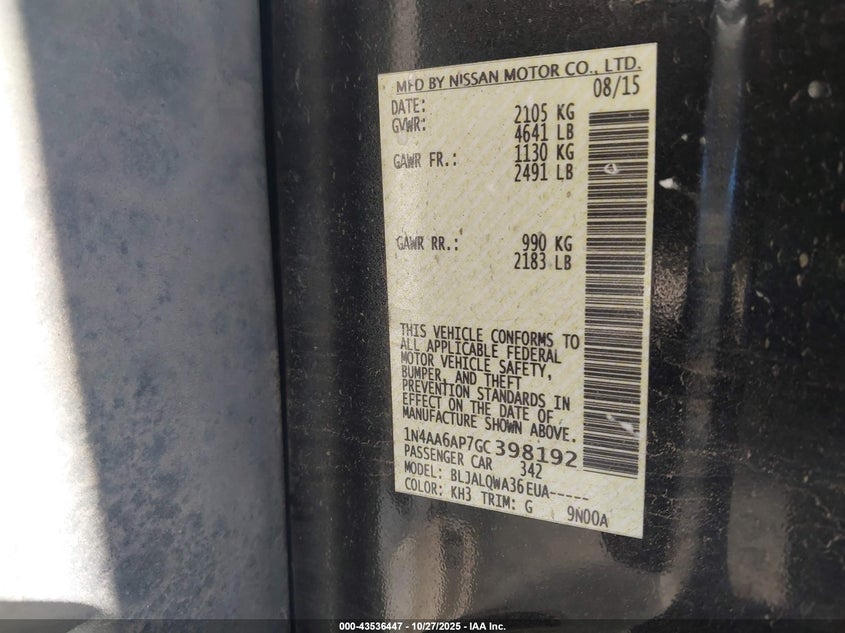 MFD BY NISSAN MOTOR CO., LTD.
DATE: 08/15
GVWR: 2105 KG
4641 LB
GAWR FR.: 1130 KG
2491 LB
GAWR RR.: 990 KG
2183 LB
THIS VEHICLE CONFORMS TO
ALL APPLICABLE FEDERAL
MOTOR VEHICLE SAFETY,
BUMPER, AND THEFT
PREVENTION STANDARDS IN
EFFECT ON THE DATE OF
MANUFACTURE SHOWN ABOVE.
1N4AA6AP7GC398192
PASSENGER CAR 342
MODEL: BLJALQWA36EUA-----
COLOR: KH3 TRIM: G 9N00A
000-43536447 - 10/27/2025 - IAA Inc.